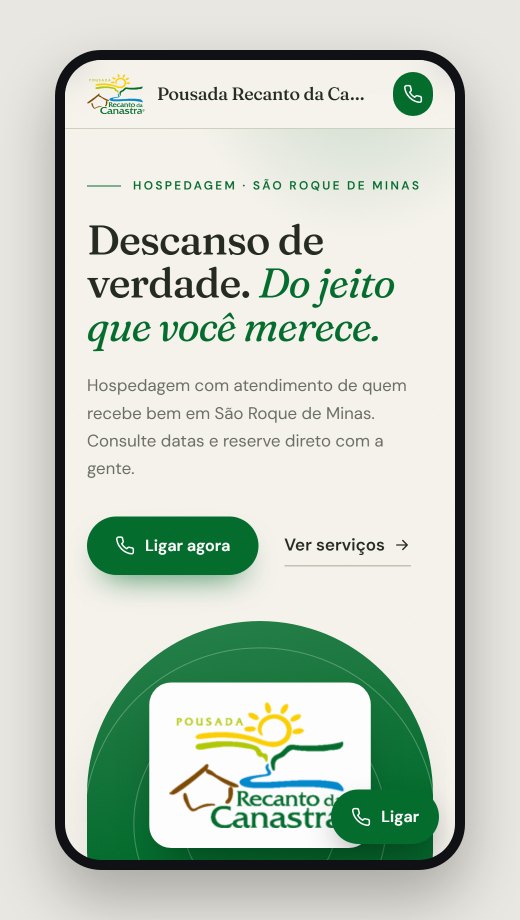 POUSADA
Recanto da
Canastra
Pousada Recanto da Ca...
HOSPEDAGEM · SÃO ROQUE DE MINAS
Descanso de
verdade. Do jeito
que você merece.
Hospedagem com atendimento de quem
recebe bem em São Roque de Minas.
Consulte datas e reserve direto com a
gente.
Ligar agora
Ver serviços →
POUSADA
Recanto d
Canastra
Ligar